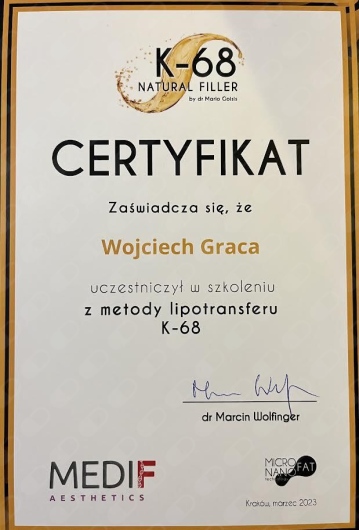 K-68
NATURAL FILLER
by dr Mario Goisis
CERTYFIKAT
Zaświadcza się, że
Wojciech Graca
uczestniczył w szkoleniu
z metody lipotransferu
K-68
dr Marcin Wolfinger
MEDIF
AESTHETICS
MICRO
NANO FAT
Kraków, marzec 2023